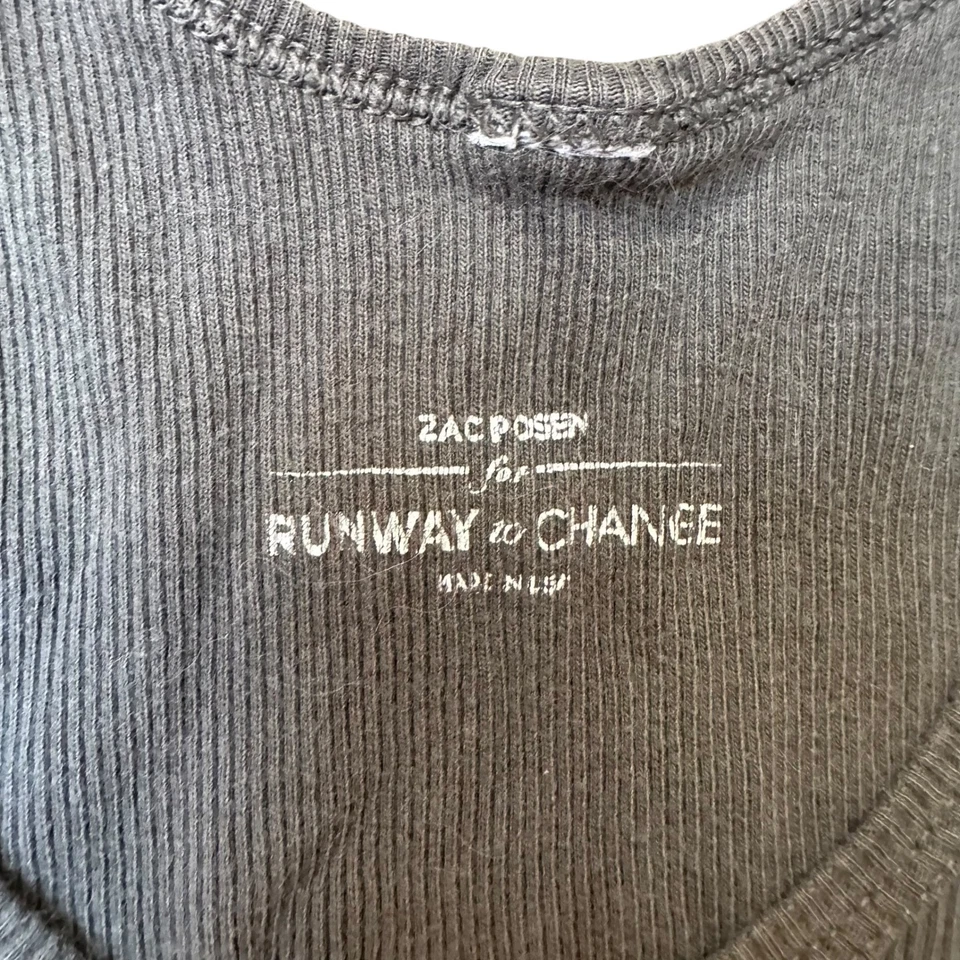 ZAC POSEN
for
RUNWAY to CHANGE
MADE IN USA